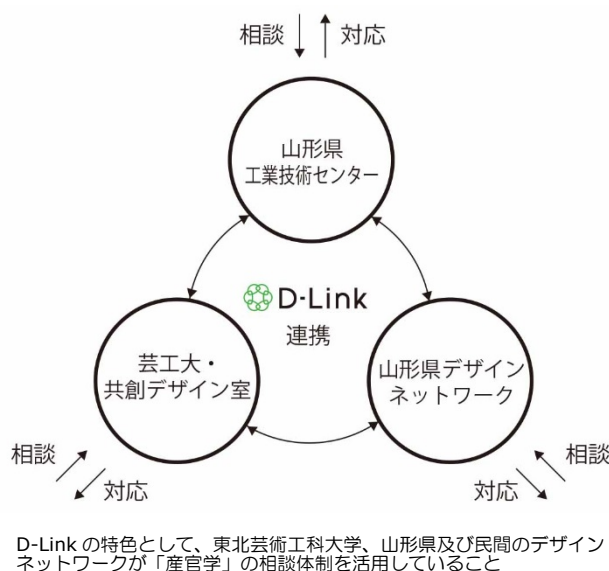 相談 対応
山形県
工業技術センター
D-Link
連携
芸工大・
共創デザイン室
山形県デザイン
ネットワーク
相談
対応
相談
対応
D-Link の特色として、東北芸術工科大学、山形県及び民間のデザイン
ネットワークが「産官学」の相談体制を活用していること